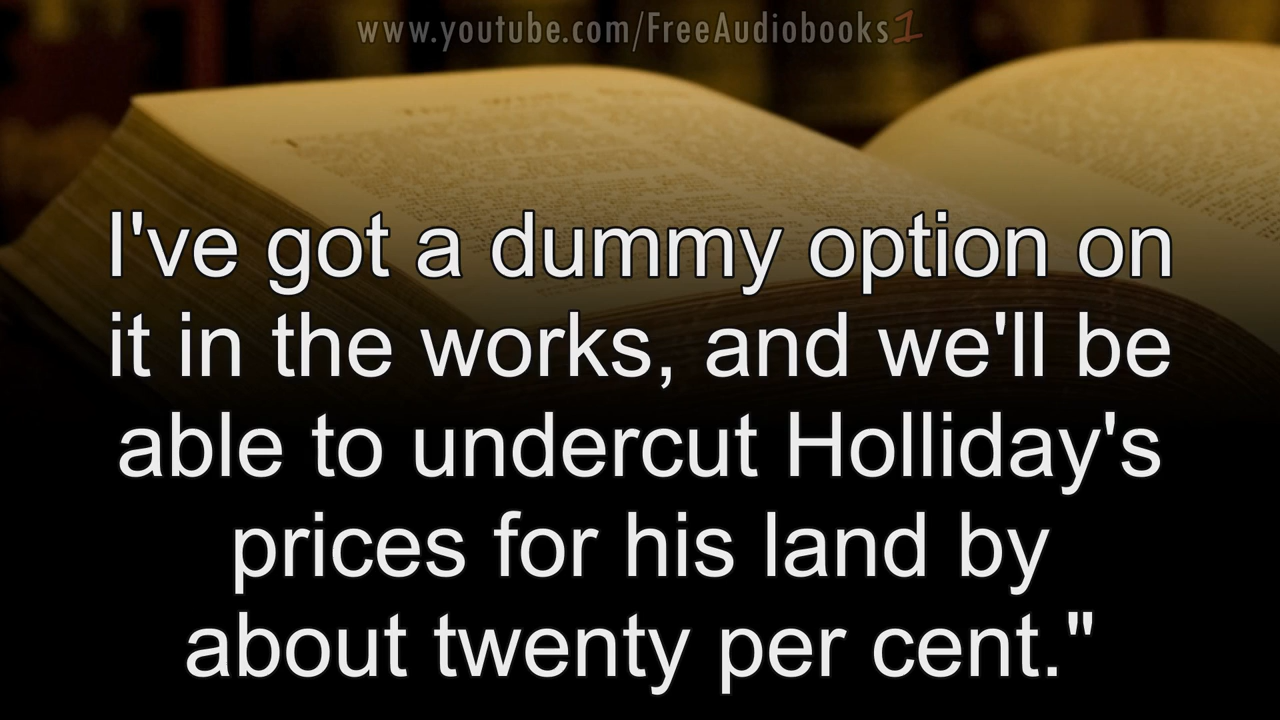 www.youtube.com/FreeAudiobooks1
I've got a dummy option on
it in the works, and we'll be
able to undercut Holliday's
prices for his land by
about twenty per cent."